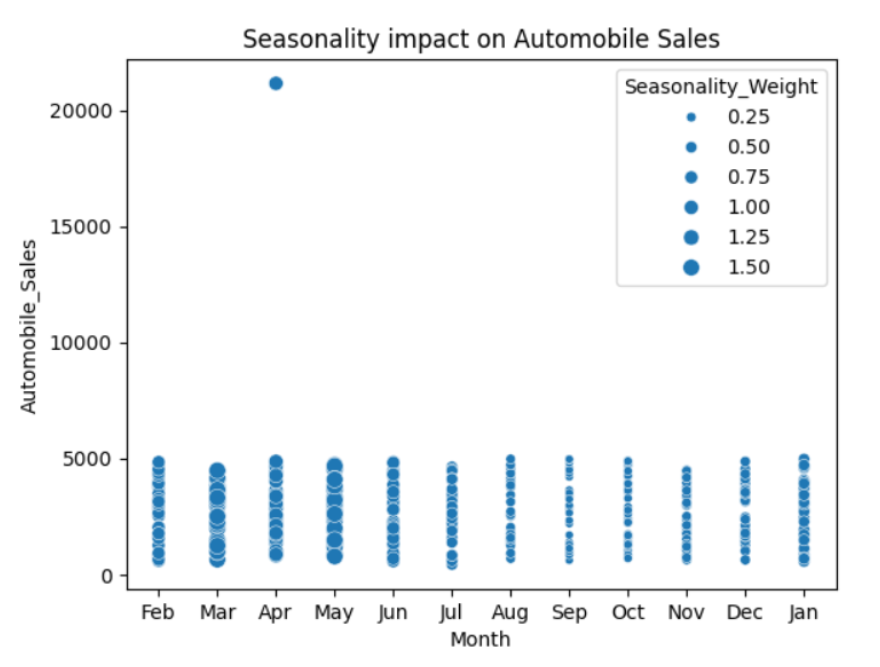 Seasonality impact on Automobile Sales
Seasonality_Weight
0.25
0.50
0.75
1.00
1.25
1.50
Automobile_Sales
20000
15000
10000
5000
0
Feb Mar Apr May Jun Jul Aug Sep Oct Nov Dec Jan
Month